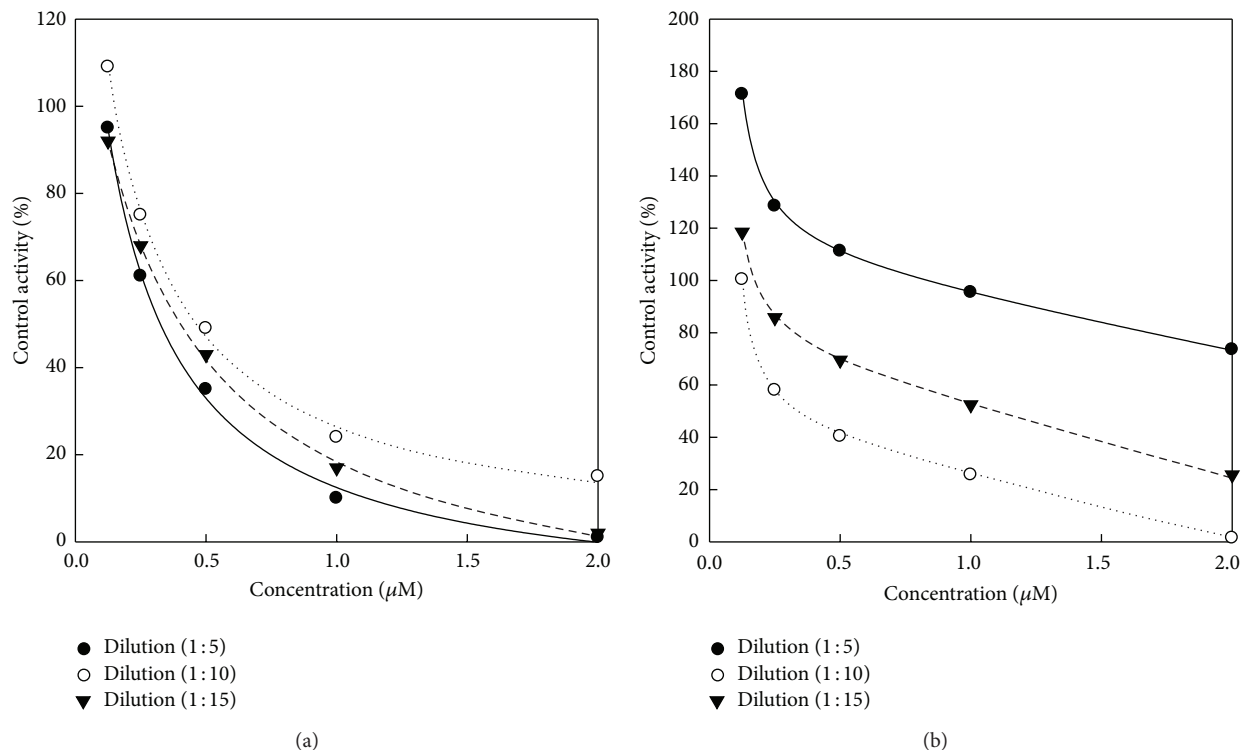 120
100
80
60
40
20
0
Control activity (%)
0.0 0.5 1.0 1.5 2.0
Concentration (μM)
Dilution (1:5)
Dilution (1:10)
Dilution (1:15)
(a)
200
180
160
140
120
100
80
60
40
20
0
Control activity (%)
0.0 0.5 1.0 1.5 2.0
Concentration (μM)
Dilution (1:5)
Dilution (1:10)
Dilution (1:15)
(b)